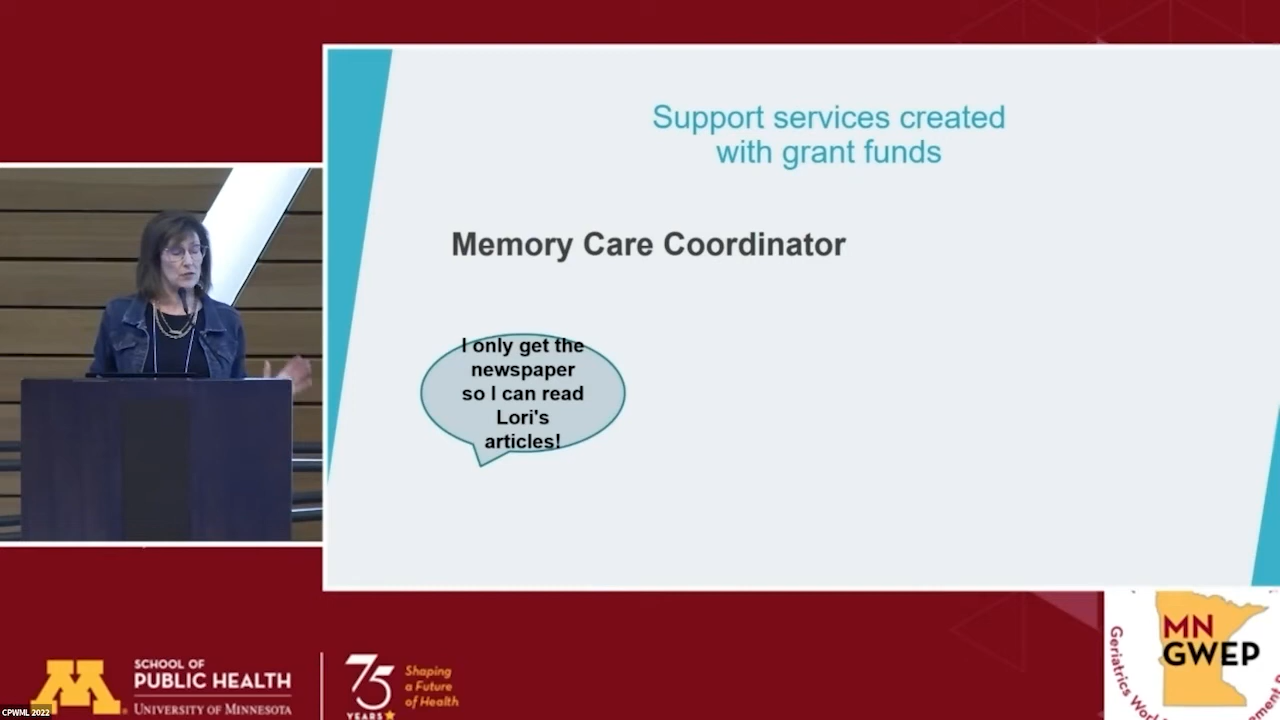 Support services created
with grant funds
Memory Care Coordinator
I only get the
newspaper
so I can read
Lori's
articles!
M
SCHOOL OF
PUBLIC HEALTH
UNIVERSITY OF MINNESOTA
75
YEARS
Shaping
a Future
of Health
MN
GWEP
Geriatrics
CPWML 2022